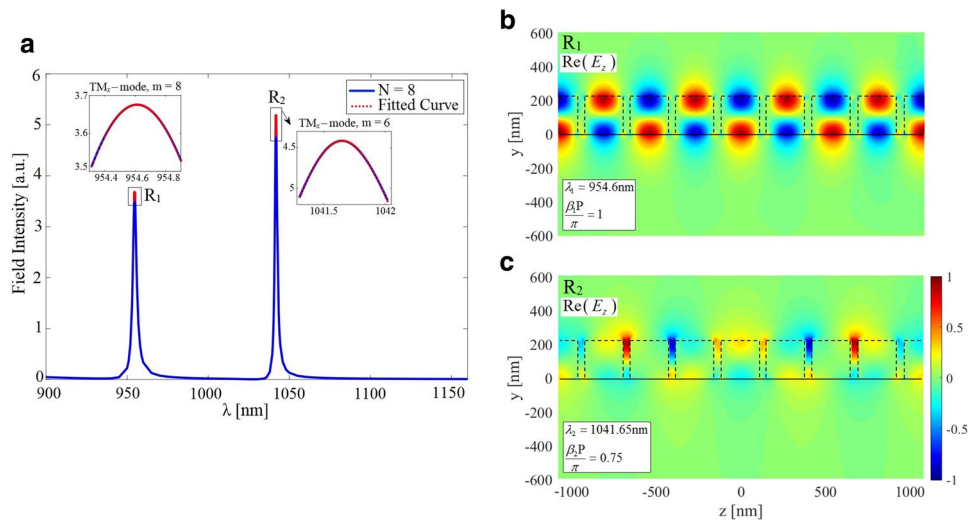 a
Field Intensity [a.u.]
6
5
4
3
2
1
0
900
950
1000
1050
1100
1150
λ [nm]
N = 8
Fitted Curve
TMₓ− mode, m = 8
3.7
3.6
3.5
954.4
954.6
954.8
R₁
R₂
TMₓ− mode, m = 6
4.5
5
1041.5
1042
b
R₁
Re(E_z)
y [nm]
600
400
200
0
-200
-400
-600
λ₁ = 954.6nm
β₁P
π
= 1
c
R₂
Re(E_z)
y [nm]
600
400
200
0
-200
-400
-600
λ₂ = 1041.65nm
β₂P
π
= 0.75
-1000
-500
0
500
1000
z [nm]
1
0.5
0
-0.5
-1